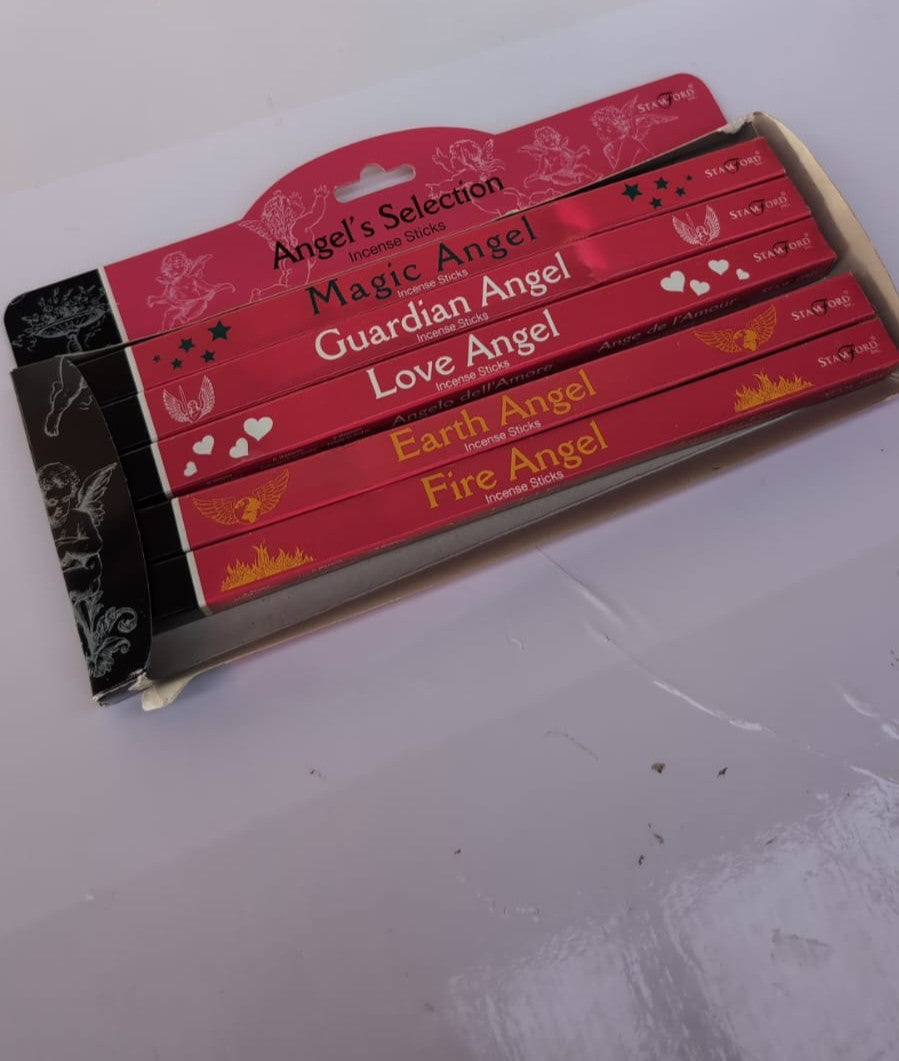 STAMFORD
Angel's Selection
Incense Sticks
STAMFORD
Magic Angel
Incense Sticks
STAMFORD
Guardian Angel
Incense Sticks
STAMFORD
Love Angel
Incense Sticks
Angelo dell'Amore
Ange de l'Amour
STAMFORD
Earth Angel
Incense Sticks
STAMFORD
Fire Angel
Incense Sticks